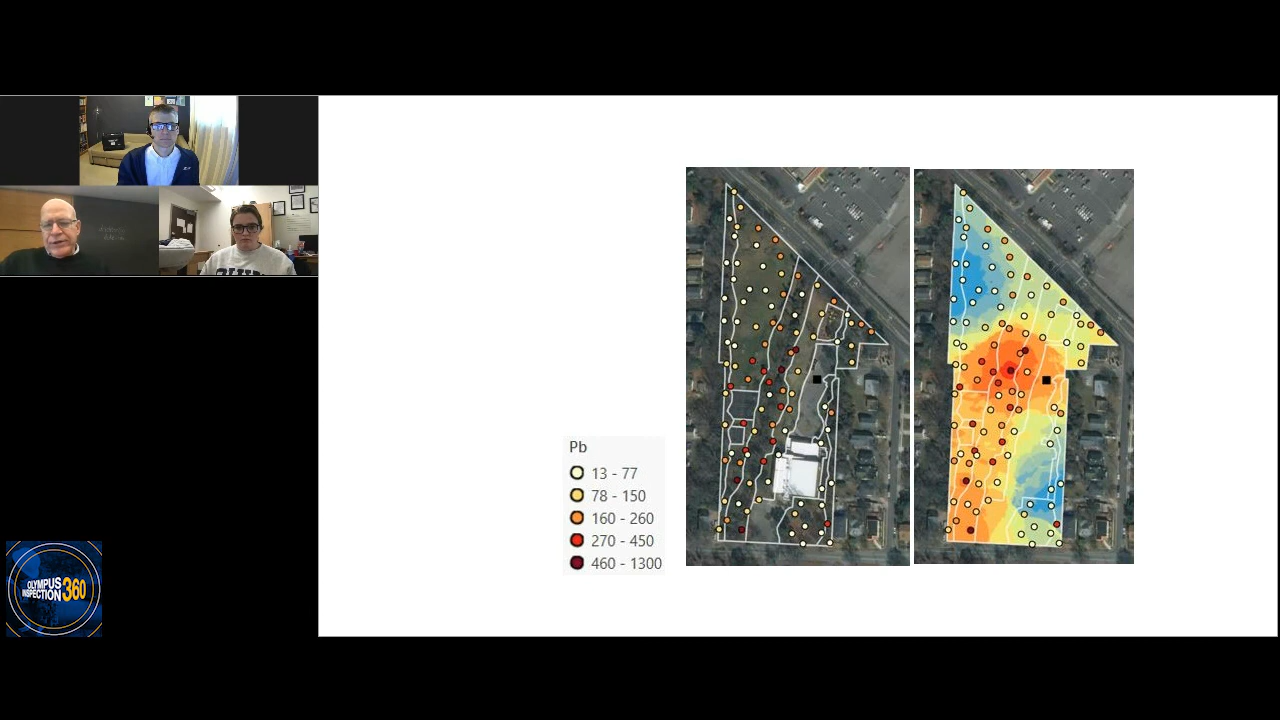 Pb
13 - 77
78 - 150
160 - 260
270 - 450
460 - 1300
OLYMPUS
INSPECTION
360